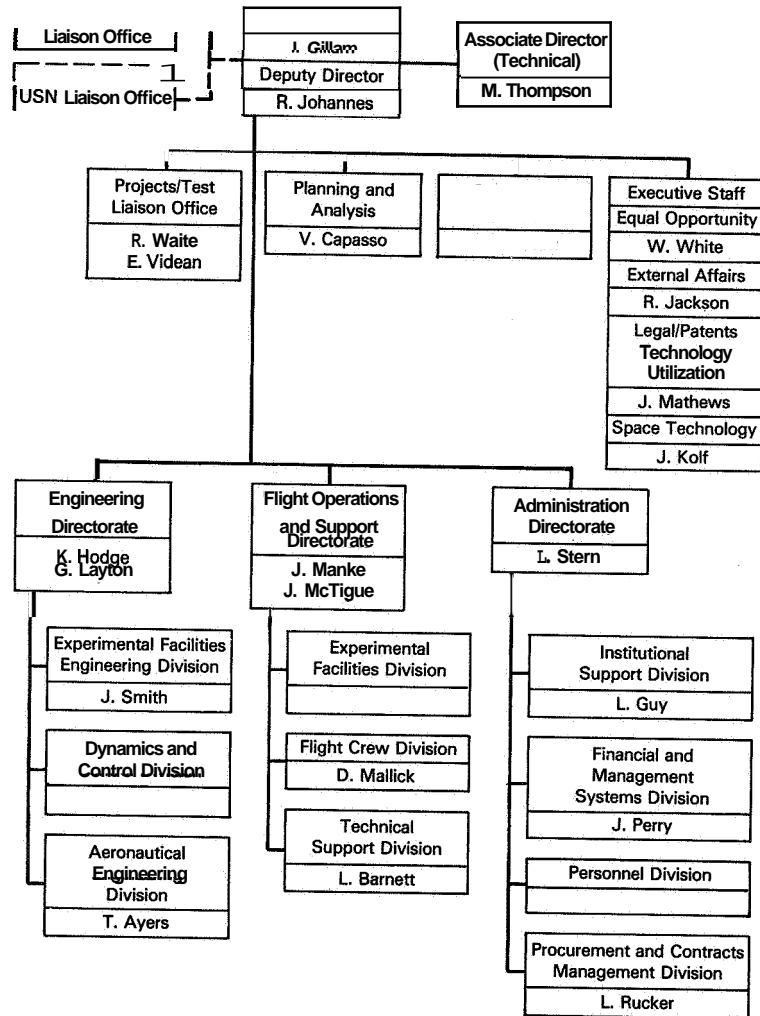 Liaison Office
USN Liaison Office
I. Gillam
Deputy Director
R. Johannes
Associate Director
(Technical)
M. Thompson
Projects/Test
Liaison Office
R. Waite
E. Videan
Planning and
Analysis
V. Capasso
Executive Staff
Equal Opportunity
W. White
External Affairs
R. Jackson
Legal/Patents
Technology
Utilization
J. Mathews
Space Technology
J. Kolf
Engineering
Directorate
K. Hodge
G. Layton
Flight Operations
and Support
Directorate
J. Manke
J. McTigue
Administration
Directorate
L. Stern
Experimental Facilities
Engineering Division
J. Smith
Dynamics and
Control Division
Aeronautical
Engineering
Division
T. Ayers
Experimental
Facilities Division
Flight Crew Division
D. Mallick
Technical
Support Division
L. Barnett
Institutional
Support Division
L. Guy
Financial and
Management
Systems Division
J. Perry
Personnel Division
Procurement and Contracts
Management Division
L. Rucker